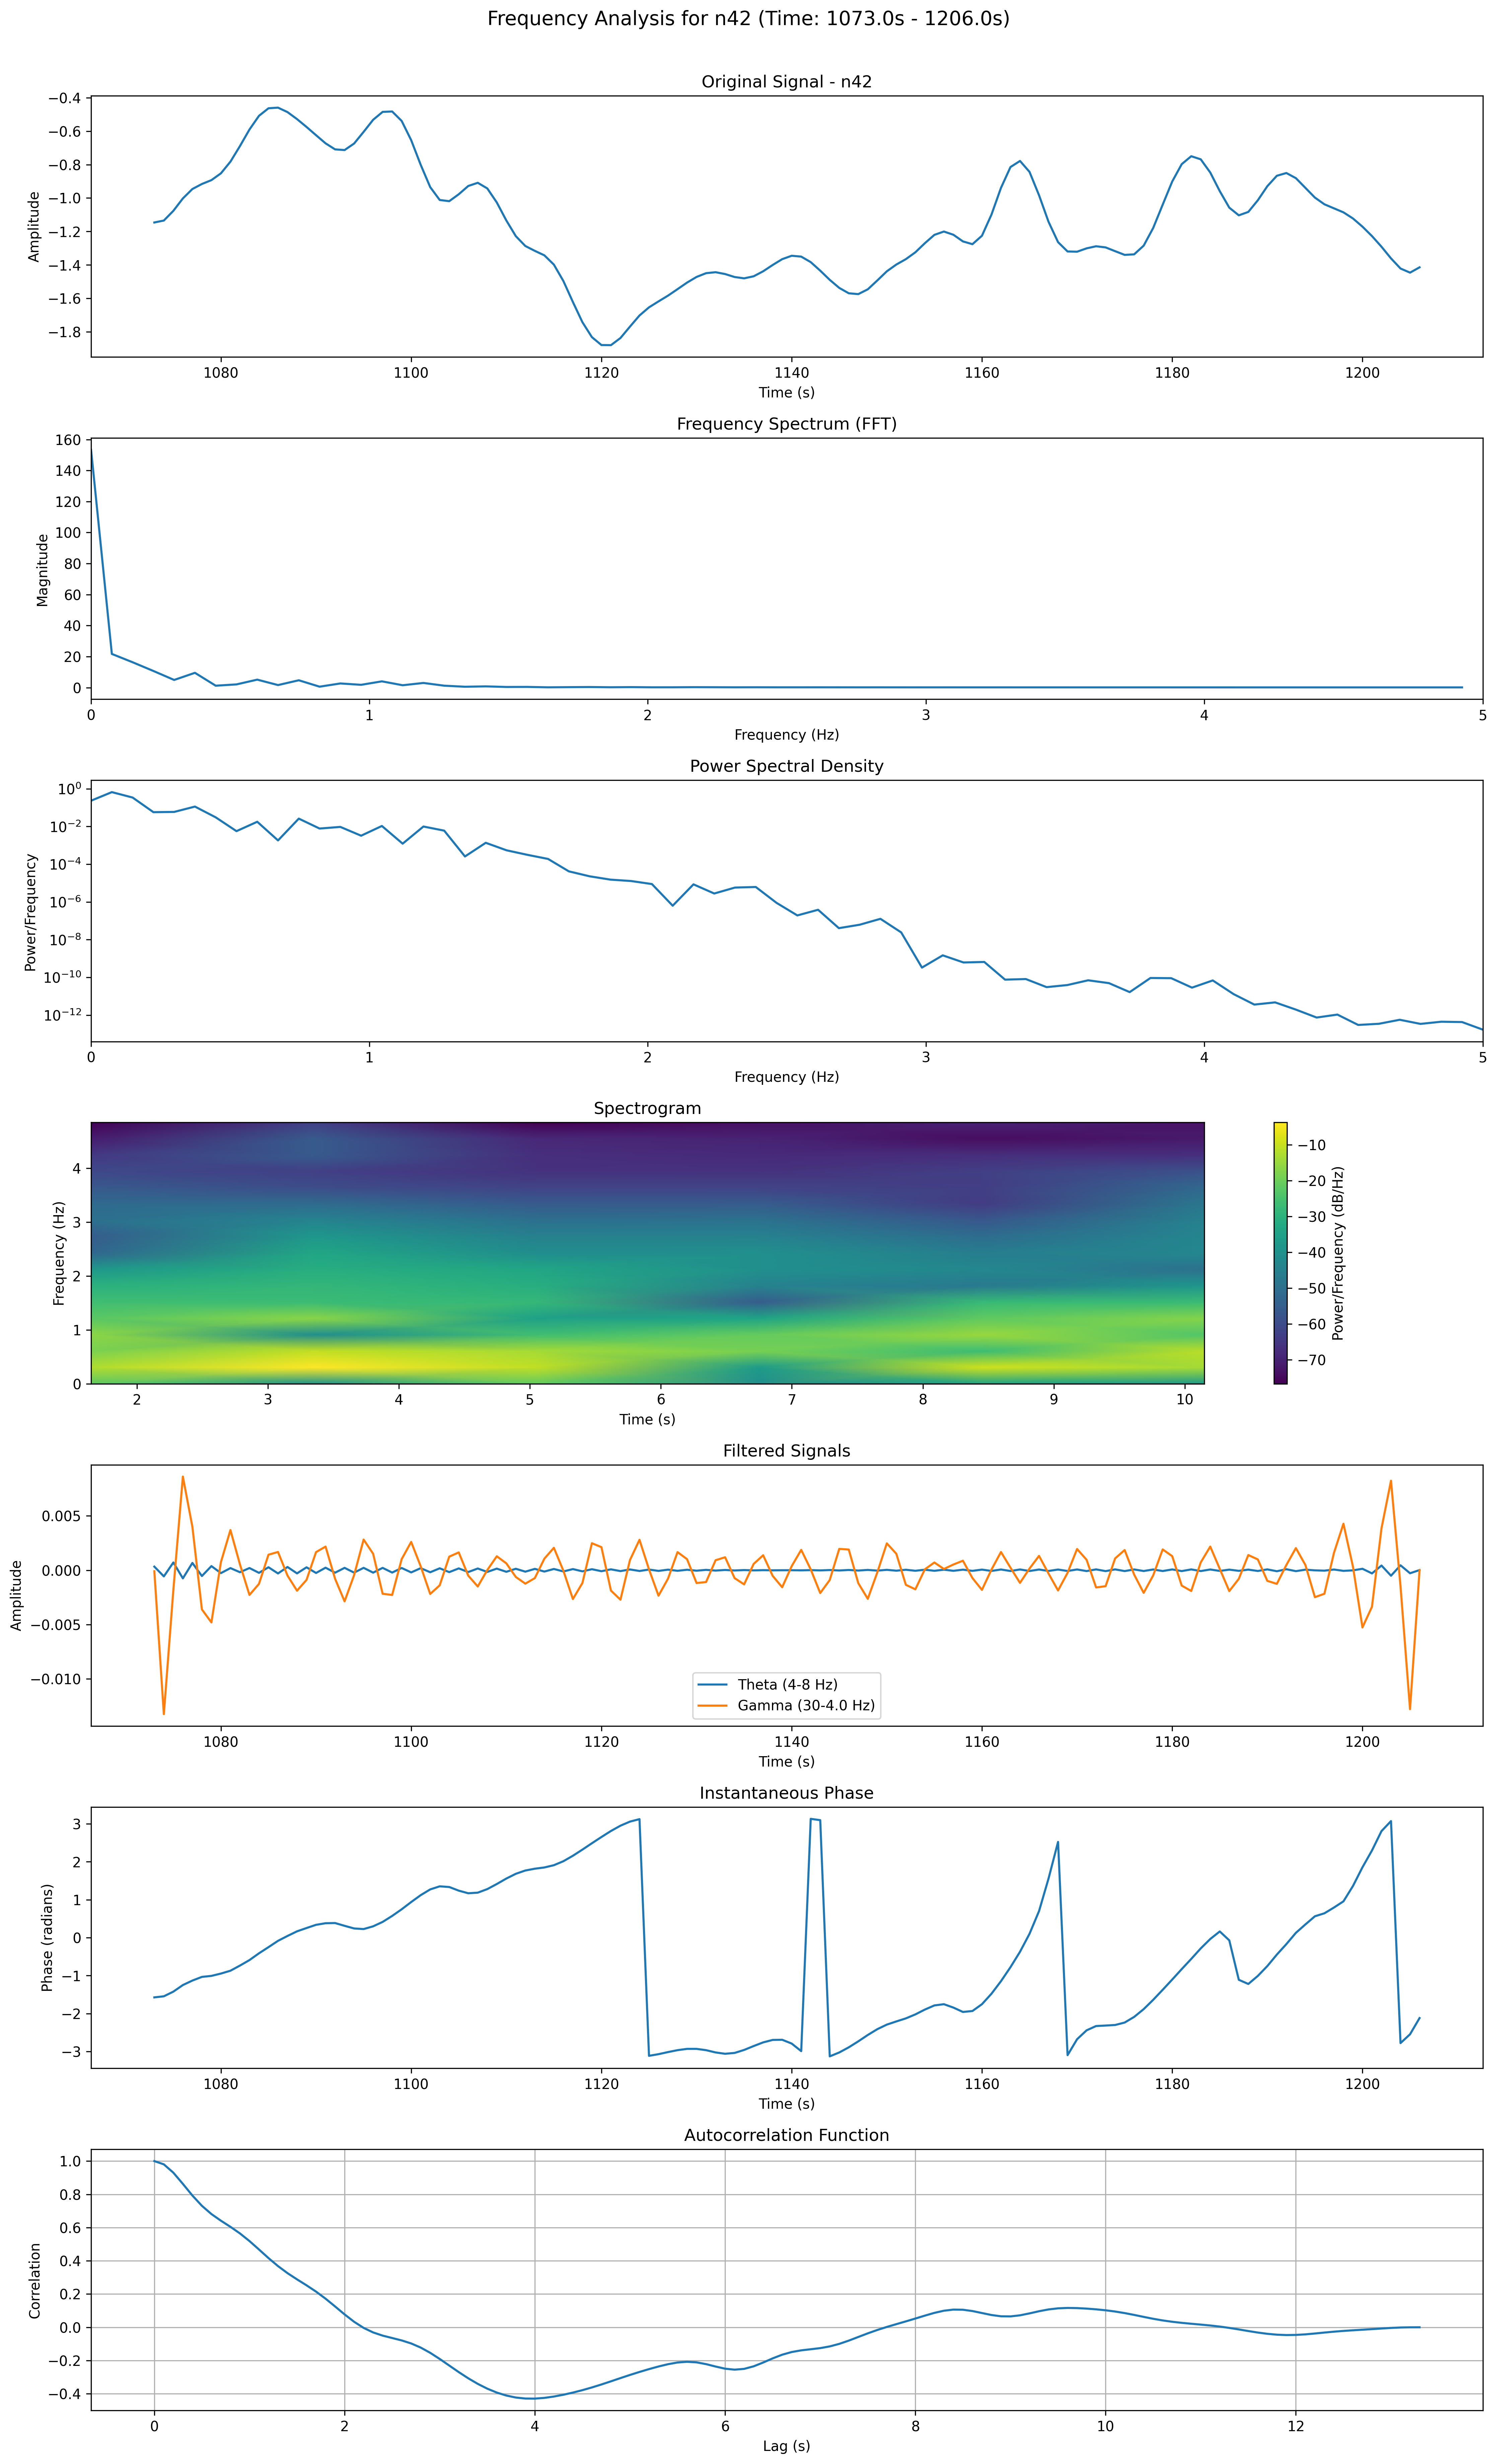 Frequency Analysis for n42 (Time: 1073.0s - 1206.0s)
Original Signal - n42
Amplitude
−0.4
−0.6
−0.8
−1.0
−1.2
−1.4
−1.6
−1.8
1080 1100 1120 1140 1160 1180 1200
Time (s)
Frequency Spectrum (FFT)
Magnitude
160
140
120
100
80
60
40
20
0
0 1 2 3 4 5
Frequency (Hz)
Power Spectral Density
Power/Frequency
10⁰
10⁻²
10⁻⁴
10⁻⁶
10⁻⁸
10⁻¹⁰
10⁻¹²
0 1 2 3 4 5
Frequency (Hz)
Spectrogram
Frequency (Hz)
4
3
2
1
0
2 3 4 5 6 7 8 9 10
Time (s)
−10
−20
−30
−40
−50
−60
−70
Power/Frequency (dB/Hz)
Filtered Signals
Amplitude
0.005
0.000
−0.005
−0.010
Theta (4-8 Hz)
Gamma (30-4.0 Hz)
1080 1100 1120 1140 1160 1180 1200
Time (s)
Instantaneous Phase
Phase (radians)
3
2
1
0
−1
−2
−3
1080 1100 1120 1140 1160 1180 1200
Time (s)
Autocorrelation Function
Correlation
1.0
0.8
0.6
0.4
0.2
0.0
−0.2
−0.4
0 2 4 6 8 10 12
Lag (s)